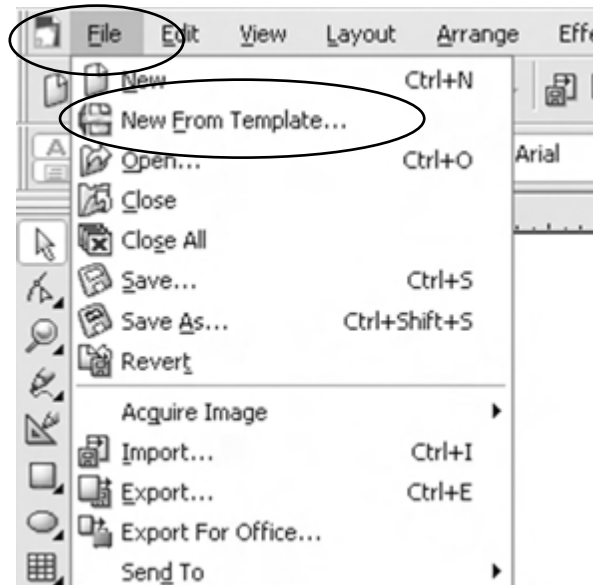 File Edit View Layout Arrange Effe
New Ctrl+N
New From Template...
Open... Ctrl+O Arial
Close
Close All
Save... Ctrl+S
Save As... Ctrl+Shift+S
Revert
Acquire Image
Import... Ctrl+I
Export... Ctrl+E
Export For Office...
Send To